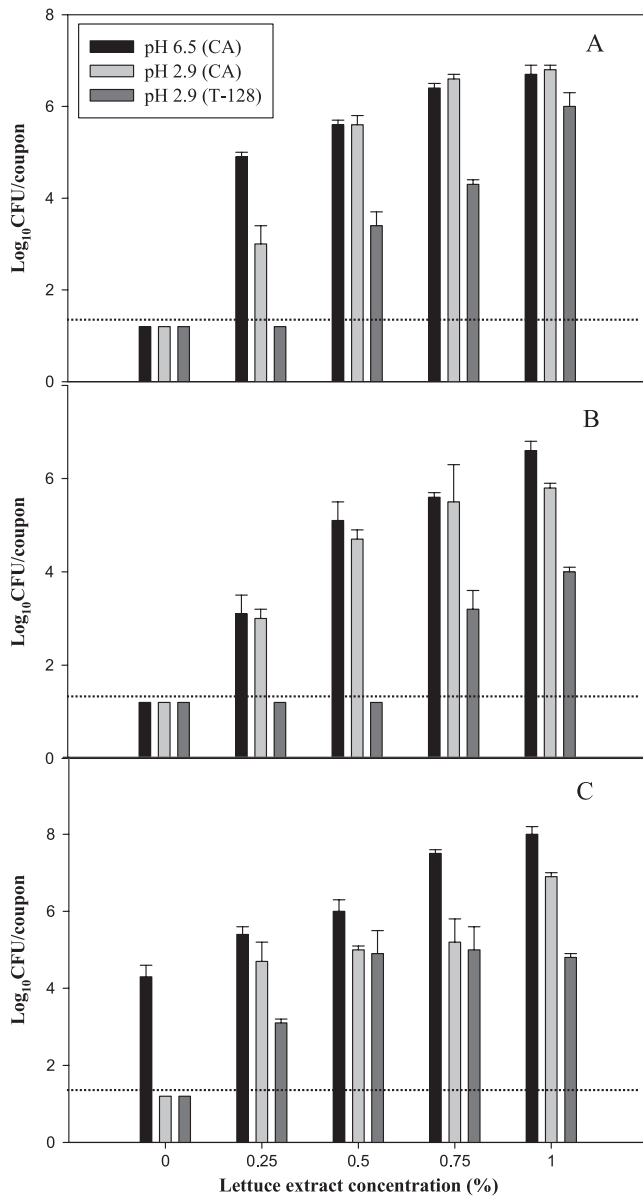 8
6
4
2
0
pH 6.5 (CA)
pH 2.9 (CA)
pH 2.9 (T-128)
A
Log10CFU/coupon
6
4
2
0
B
Log10CFU/coupon
8
6
4
2
0
C
Log10CFU/coupon
0 0.25 0.5 0.75 1
Lettuce extract concentration (%)